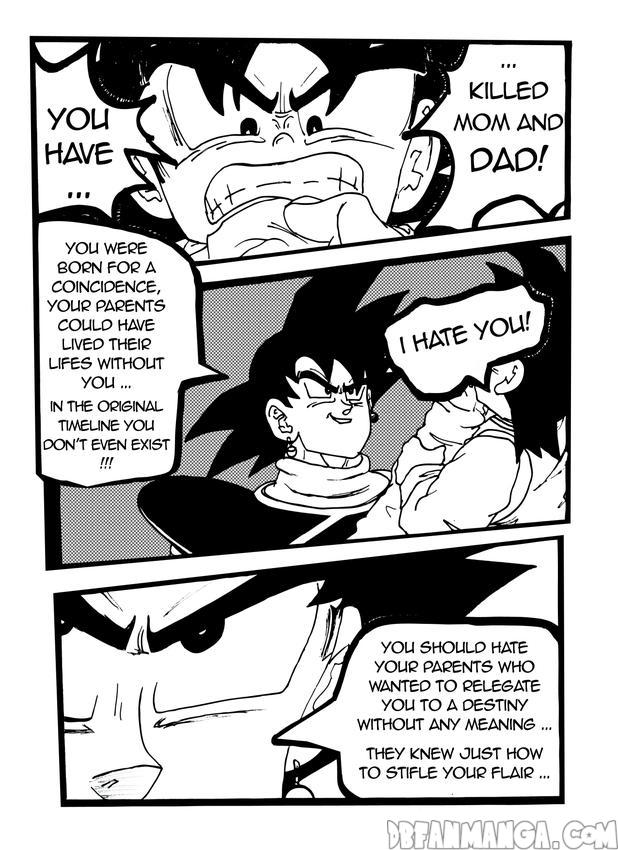 YOU
HAVE
...
...
KILLED
MOM AND
DAD!
YOU WERE
BORN FOR A
COINCIDENCE,
YOUR PARENTS
COULD HAVE
LIVED THEIR
LIFES WITHOUT
YOU ...
IN THE ORIGINAL
TIMELINE YOU
DON'T EVEN EXIST
!!!
I HATE YOU!
YOU SHOULD HATE
YOUR PARENTS WHO
WANTED TO RELEGATE
YOU TO A DESTINY
WITHOUT ANY MEANING ...
THEY KNEW JUST HOW
TO STIFLE YOUR FLAIR ...
DBFANMANGA.COM